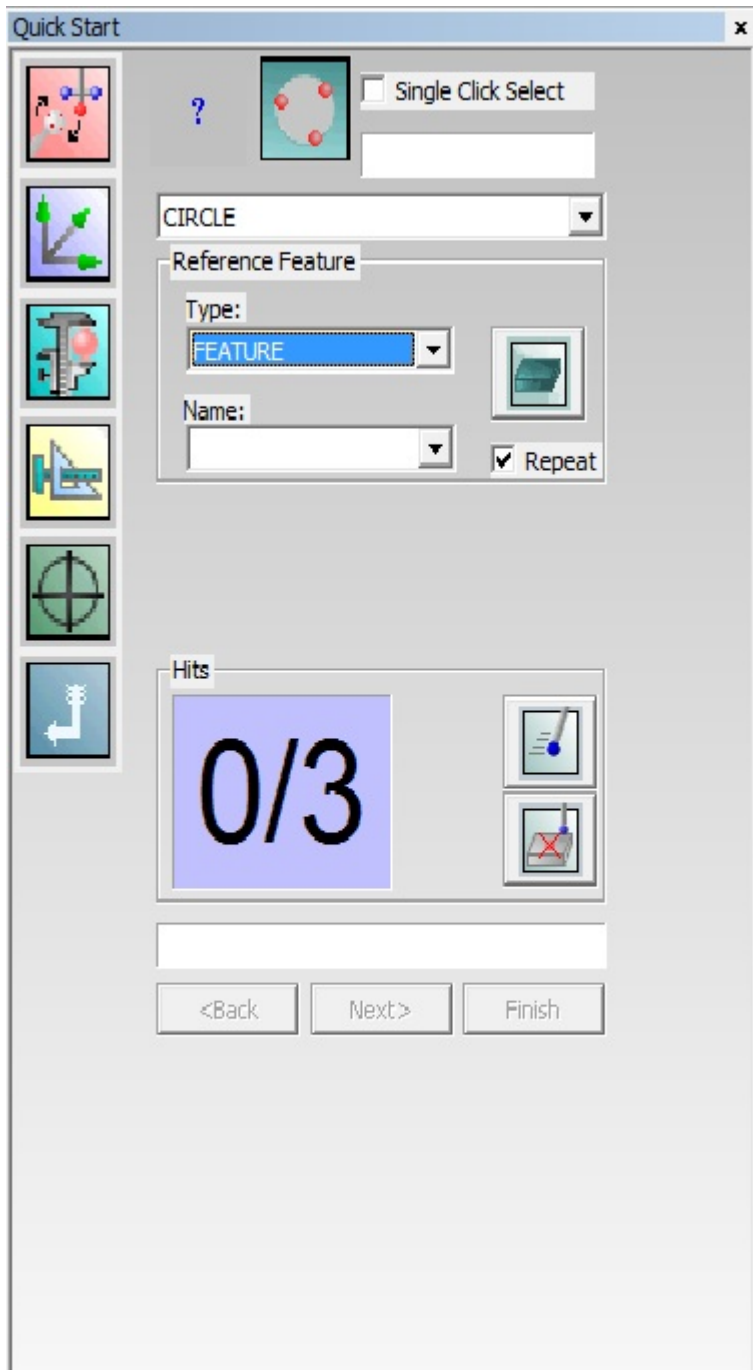 Quick Start
?
Single Click Select
CIRCLE
Reference Feature
Type:
FEATURE
Name:
Repeat
Hits
0/3
<Back
Next>
Finish